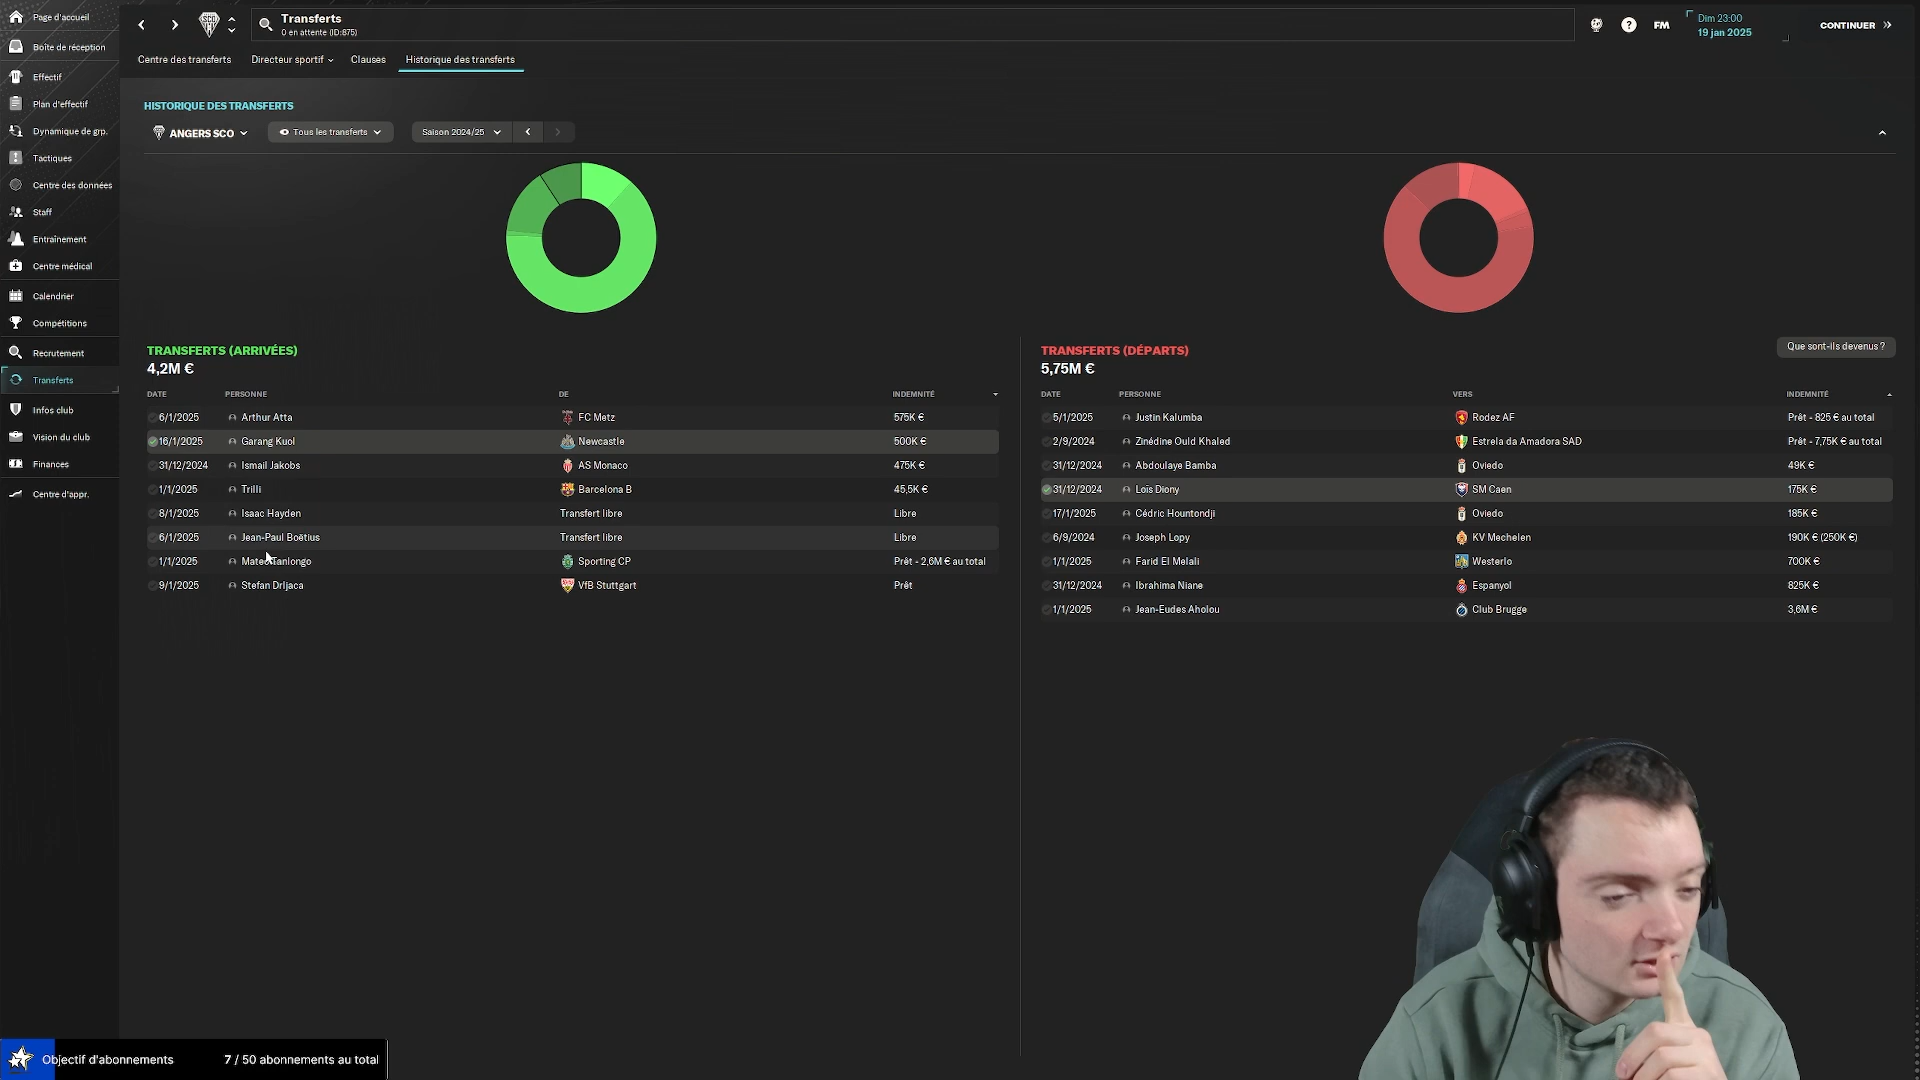 Page d'accueil
Boîte de réception
Effectif
Plan d'effectif
Dynamique de grp.
Tactiques
Centre des données
Staff
Entraînement
Centre médical
Calendrier
Compétitions
Recrutement
Transferts
Infos club
Vision du club
Finances
Centre d'appr.
Transferts
0 en attente (ID:875)
FM
Dim 23:00
19 jan 2025
CONTINUER
Centre des transferts Directeur sportif Clauses Historique des transferts
HISTORIQUE DES TRANSFERTS
ANGERS SCO Tous les transferts Saison 2024/25
TRANSFERTS (ARRIVÉES)
4,2M €
DATE PERSONNE DE INDEMNITÉ
6/1/2025 Arthur Atta FC Metz 575K €
16/1/2025 Garang Kuol Newcastle 500K €
31/12/2024 Ismail Jakobs AS Monaco 475K €
1/1/2025 Trilli Barcelona B 45,5K €
8/1/2025 Isaac Hayden Transfert libre Libre
6/1/2025 Jean-Paul Boëtius Transfert libre Libre
1/1/2025 Mateo Tanlongo Sporting CP Prêt - 2,6M € au total
9/1/2025 Stefan Drljaca VfB Stuttgart Prêt
TRANSFERTS (DÉPARTS)
5,75M €
Que sont-ils devenus ?
DATE PERSONNE VERS INDEMNITÉ
5/1/2025 Justin Kalumba Rodez AF Prêt - 825 € au total
2/9/2024 Zinédine Ould Khaled Estrela da Amadora SAD Prêt - 7,75K € au total
31/12/2024 Abdoulaye Bamba Oviedo 49K €
31/12/2024 Loïs Diony SM Caen 175K €
17/1/2025 Cédric Hountondji Oviedo 185K €
6/9/2024 Joseph Lopy KV Mechelen 190K € (250K €)
1/1/2025 Farid El Melali Westerlo 700K €
31/12/2024 Ibrahima Niane Espanyol 825K €
1/1/2025 Jean-Eudes Aholou Club Brugge 3,6M €
Objectif d'abonnements 7 / 50 abonnements au total